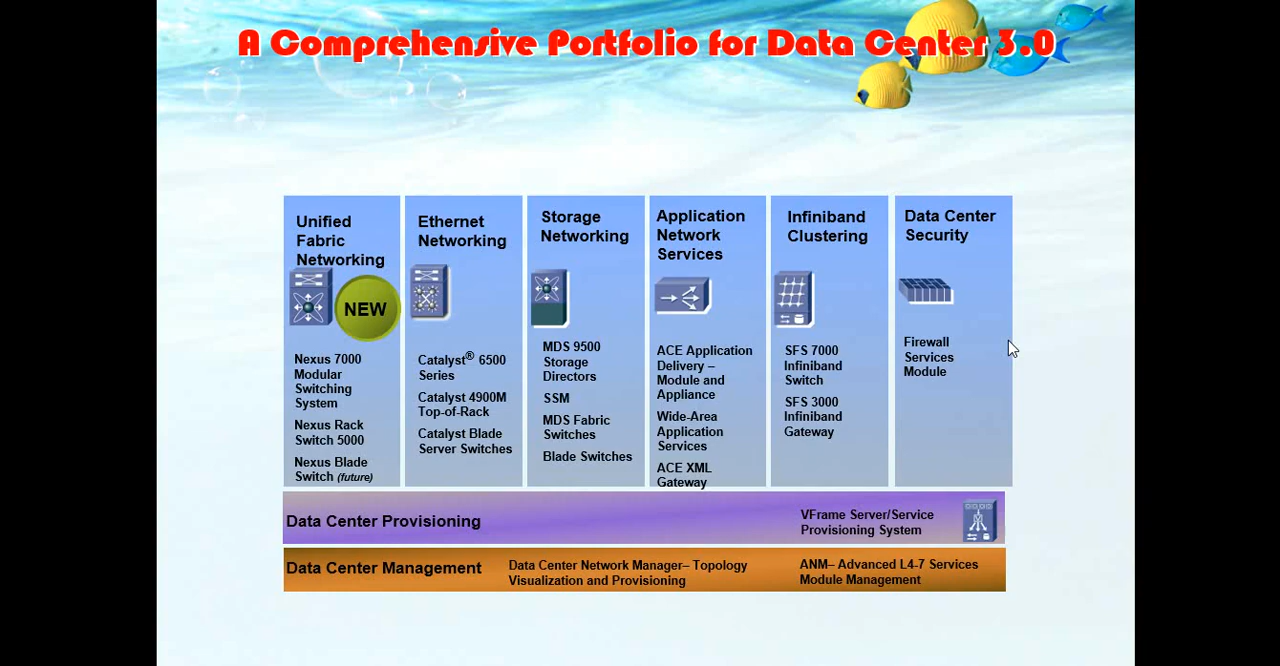 A Comprehensive Portfolio for Data Center 3.0
Unified
Fabric
Networking
NEW
Nexus 7000
Modular
Switching
System
Nexus Rack
Switch 5000
Nexus Blade
Switch (future)
Ethernet
Networking
Catalyst® 6500
Series
Catalyst 4900M
Top-of-Rack
Catalyst Blade
Server Switches
Storage
Networking
MDS 9500
Storage
Directors
SSM
MDS Fabric
Switches
Blade Switches
Application
Network
Services
ACE Application
Delivery –
Module and
Appliance
Wide-Area
Application
Services
ACE XML
Gateway
Infiniband
Clustering
SFS 7000
Infiniband
Switch
SFS 3000
Infiniband
Gateway
Data Center
Security
Firewall
Services
Module
Data Center Provisioning
VFrame Server/Service
Provisioning System
Data Center Management
Data Center Network Manager– Topology
Visualization and Provisioning
ANM– Advanced L4-7 Services
Module Management